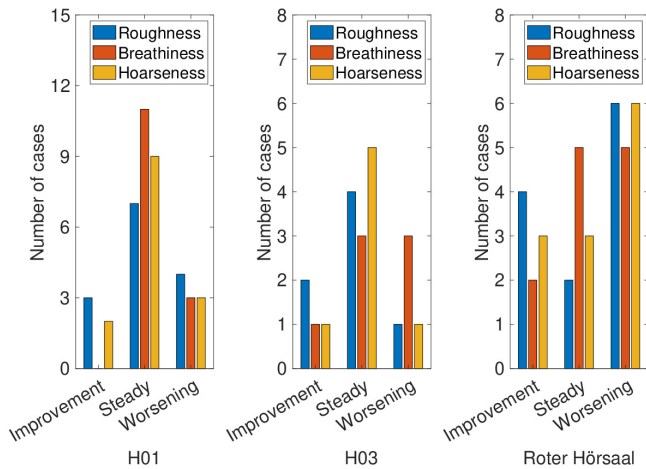 Number of cases
15
12
9
6
3
0
Roughness
Breathiness
Hoarseness
Improvement
Steady
Worsening
H01
Number of cases
8
7
6
5
4
3
2
1
0
Roughness
Breathiness
Hoarseness
Improvement
Steady
Worsening
H03
Number of cases
8
7
6
5
4
3
2
1
0
Roughness
Breathiness
Hoarseness
Improvement
Steady
Worsening
Roter Hörsaal